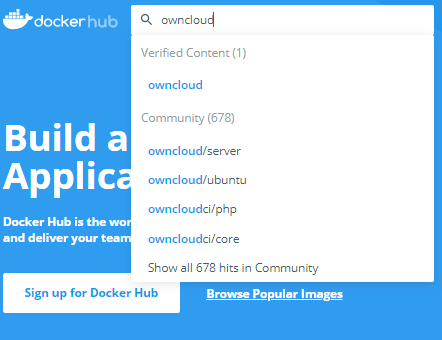 dockerhub
owncloud
Verified Content (1)
owncloud
Community (678)
owncloud/server
owncloud/ubuntu
owncloudci/php
owncloudci/core
Show all 678 hits in Community
Build a
Applica
Docker Hub is the wor
and deliver your team
Sign up for Docker Hub
Browse Popular Images